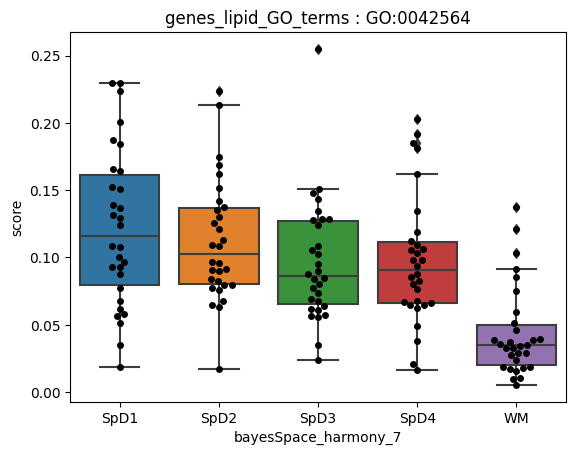 genes_lipid_GO_terms : GO:0042564
0.25
0.20
0.15
0.10
0.05
0.00
score
SpD1 SpD2 SpD3 SpD4 WM
bayesSpace_harmony_7